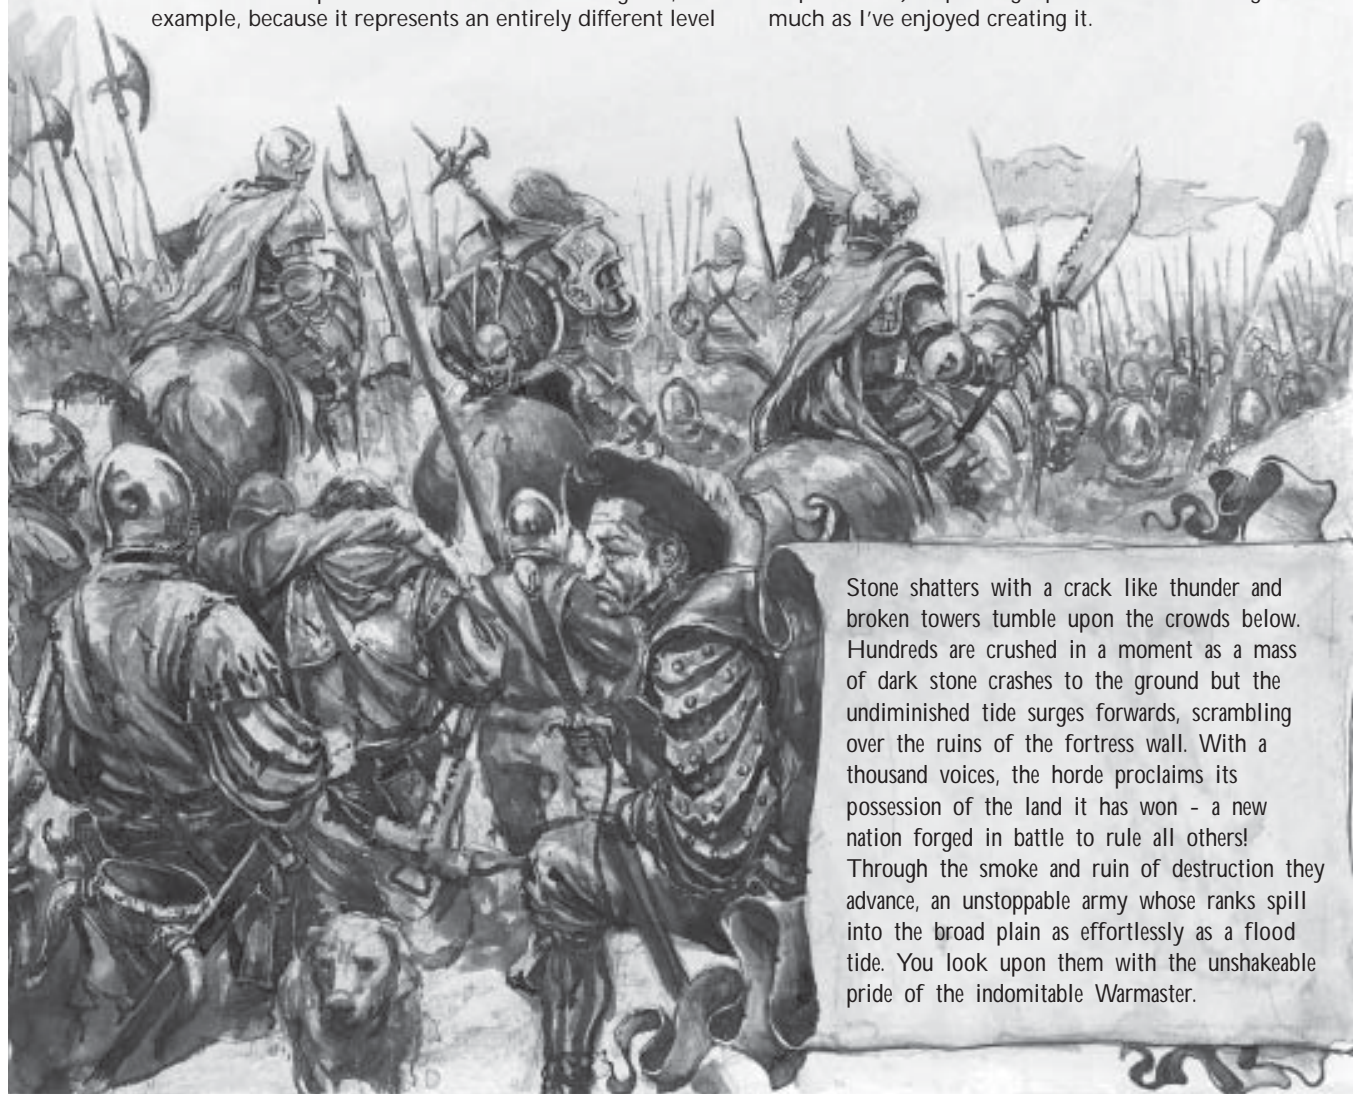 example, because it represents an entirely different level
much as I've enjoyed creating it.
Stone shatters with a crack like thunder and
broken towers tumble upon the crowds below.
Hundreds are crushed in a moment as a mass
of dark stone crashes to the ground but the
undiminished tide surges forwards, scrambling
over the ruins of the fortress wall. With a
thousand voices, the horde proclaims its
possession of the land it has won - a new
nation forged in battle to rule all others!
Through the smoke and ruin of destruction they
advance, an unstoppable army whose ranks spill
into the broad plain as effortlessly as a flood
tide. You look upon them with the unshakeable
pride of the indomitable Warmaster.